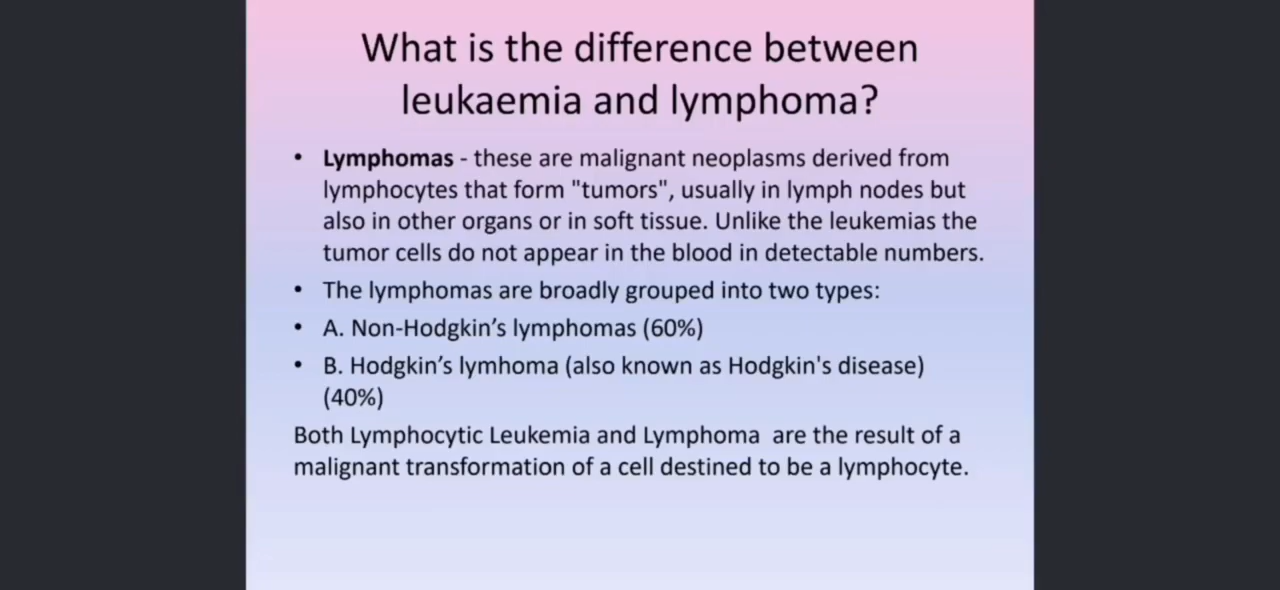 What is the difference between
leukaemia and lymphoma?
• Lymphomas - these are malignant neoplasms derived from
lymphocytes that form "tumors", usually in lymph nodes but
also in other organs or in soft tissue. Unlike the leukemias the
tumor cells do not appear in the blood in detectable numbers.
• The lymphomas are broadly grouped into two types:
• A. Non-Hodgkin’s lymphomas (60%)
• B. Hodgkin’s lymhoma (also known as Hodgkin's disease)
(40%)
Both Lymphocytic Leukemia and Lymphoma  are the result of a
malignant transformation of a cell destined to be a lymphocyte.